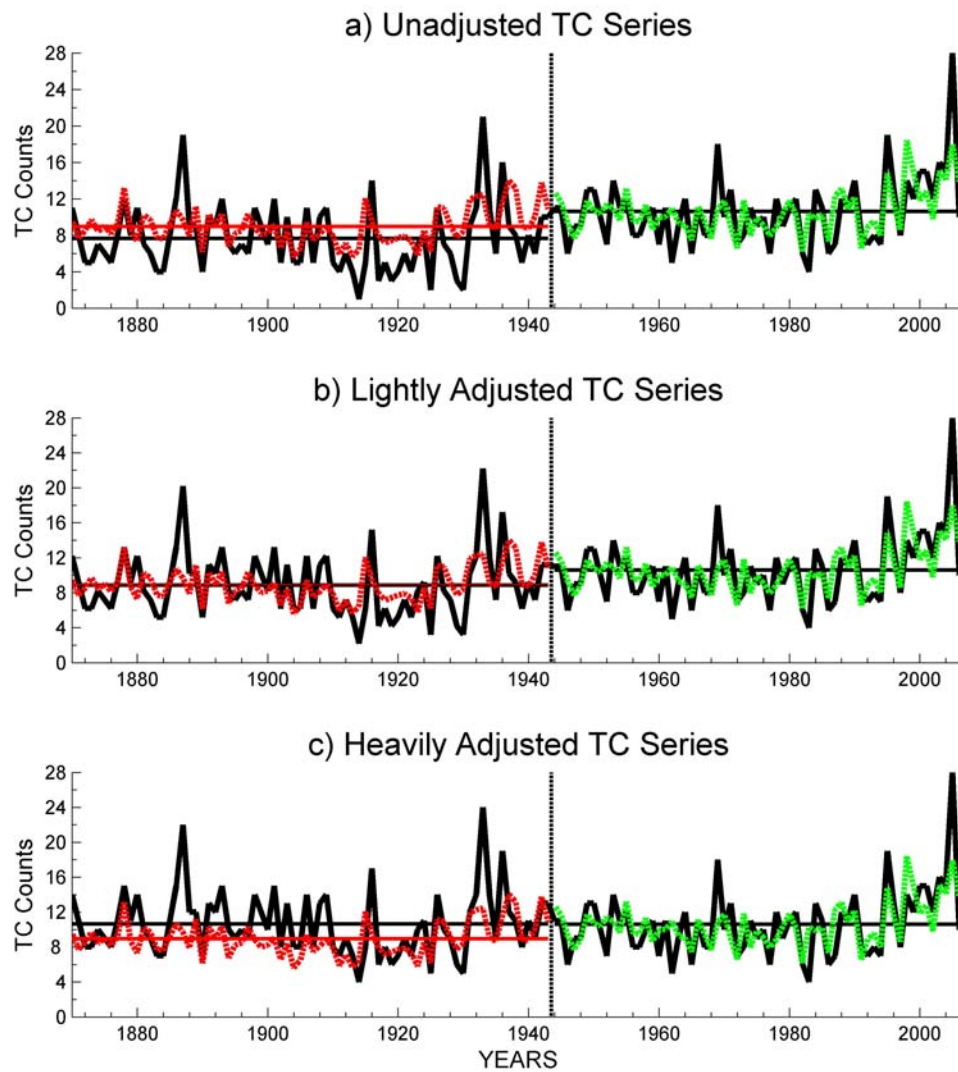 a) Unadjusted TC Series
TC Counts
28
24
20
16
12
8
4
0
1880 1900 1920 1940 1960 1980 2000
b) Lightly Adjusted TC Series
TC Counts
28
24
20
16
12
8
4
0
1880 1900 1920 1940 1960 1980 2000
c) Heavily Adjusted TC Series
TC Counts
28
24
20
16
12
8
4
0
1880 1900 1920 1940 1960 1980 2000
YEARS